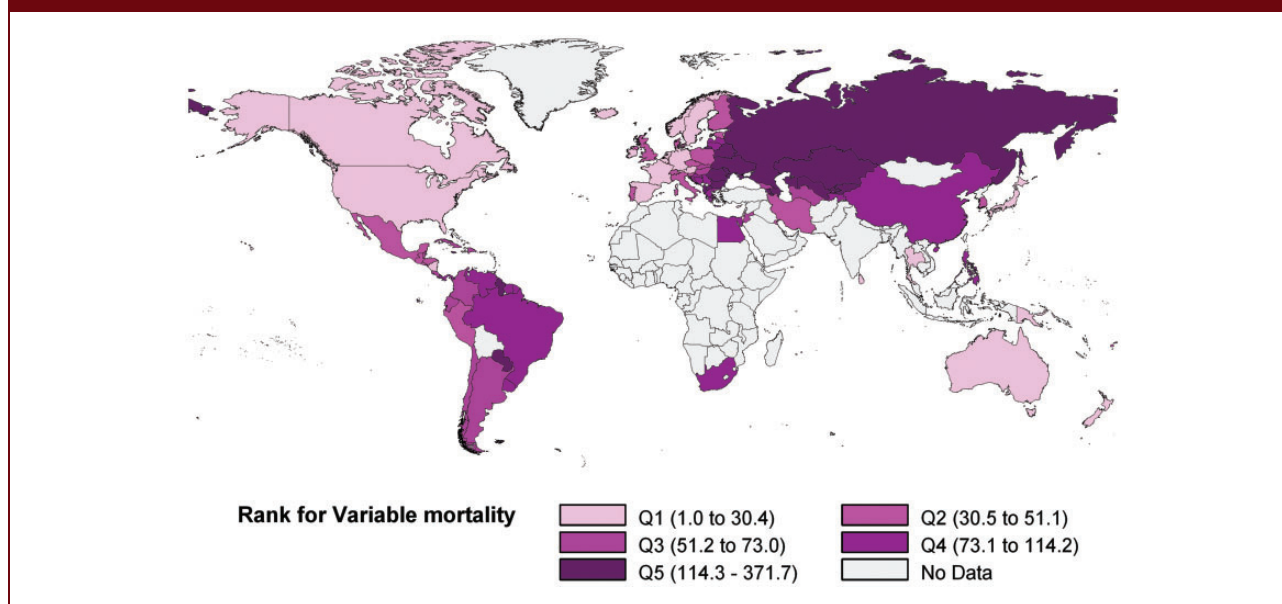 Rank for Variable mortality
Q1 (1.0 to 30.4)
Q2 (30.5 to 51.1)
Q3 (51.2 to 73.0)
Q4 (73.1 to 114.2)
Q5 (114.3 - 371.7)
No Data